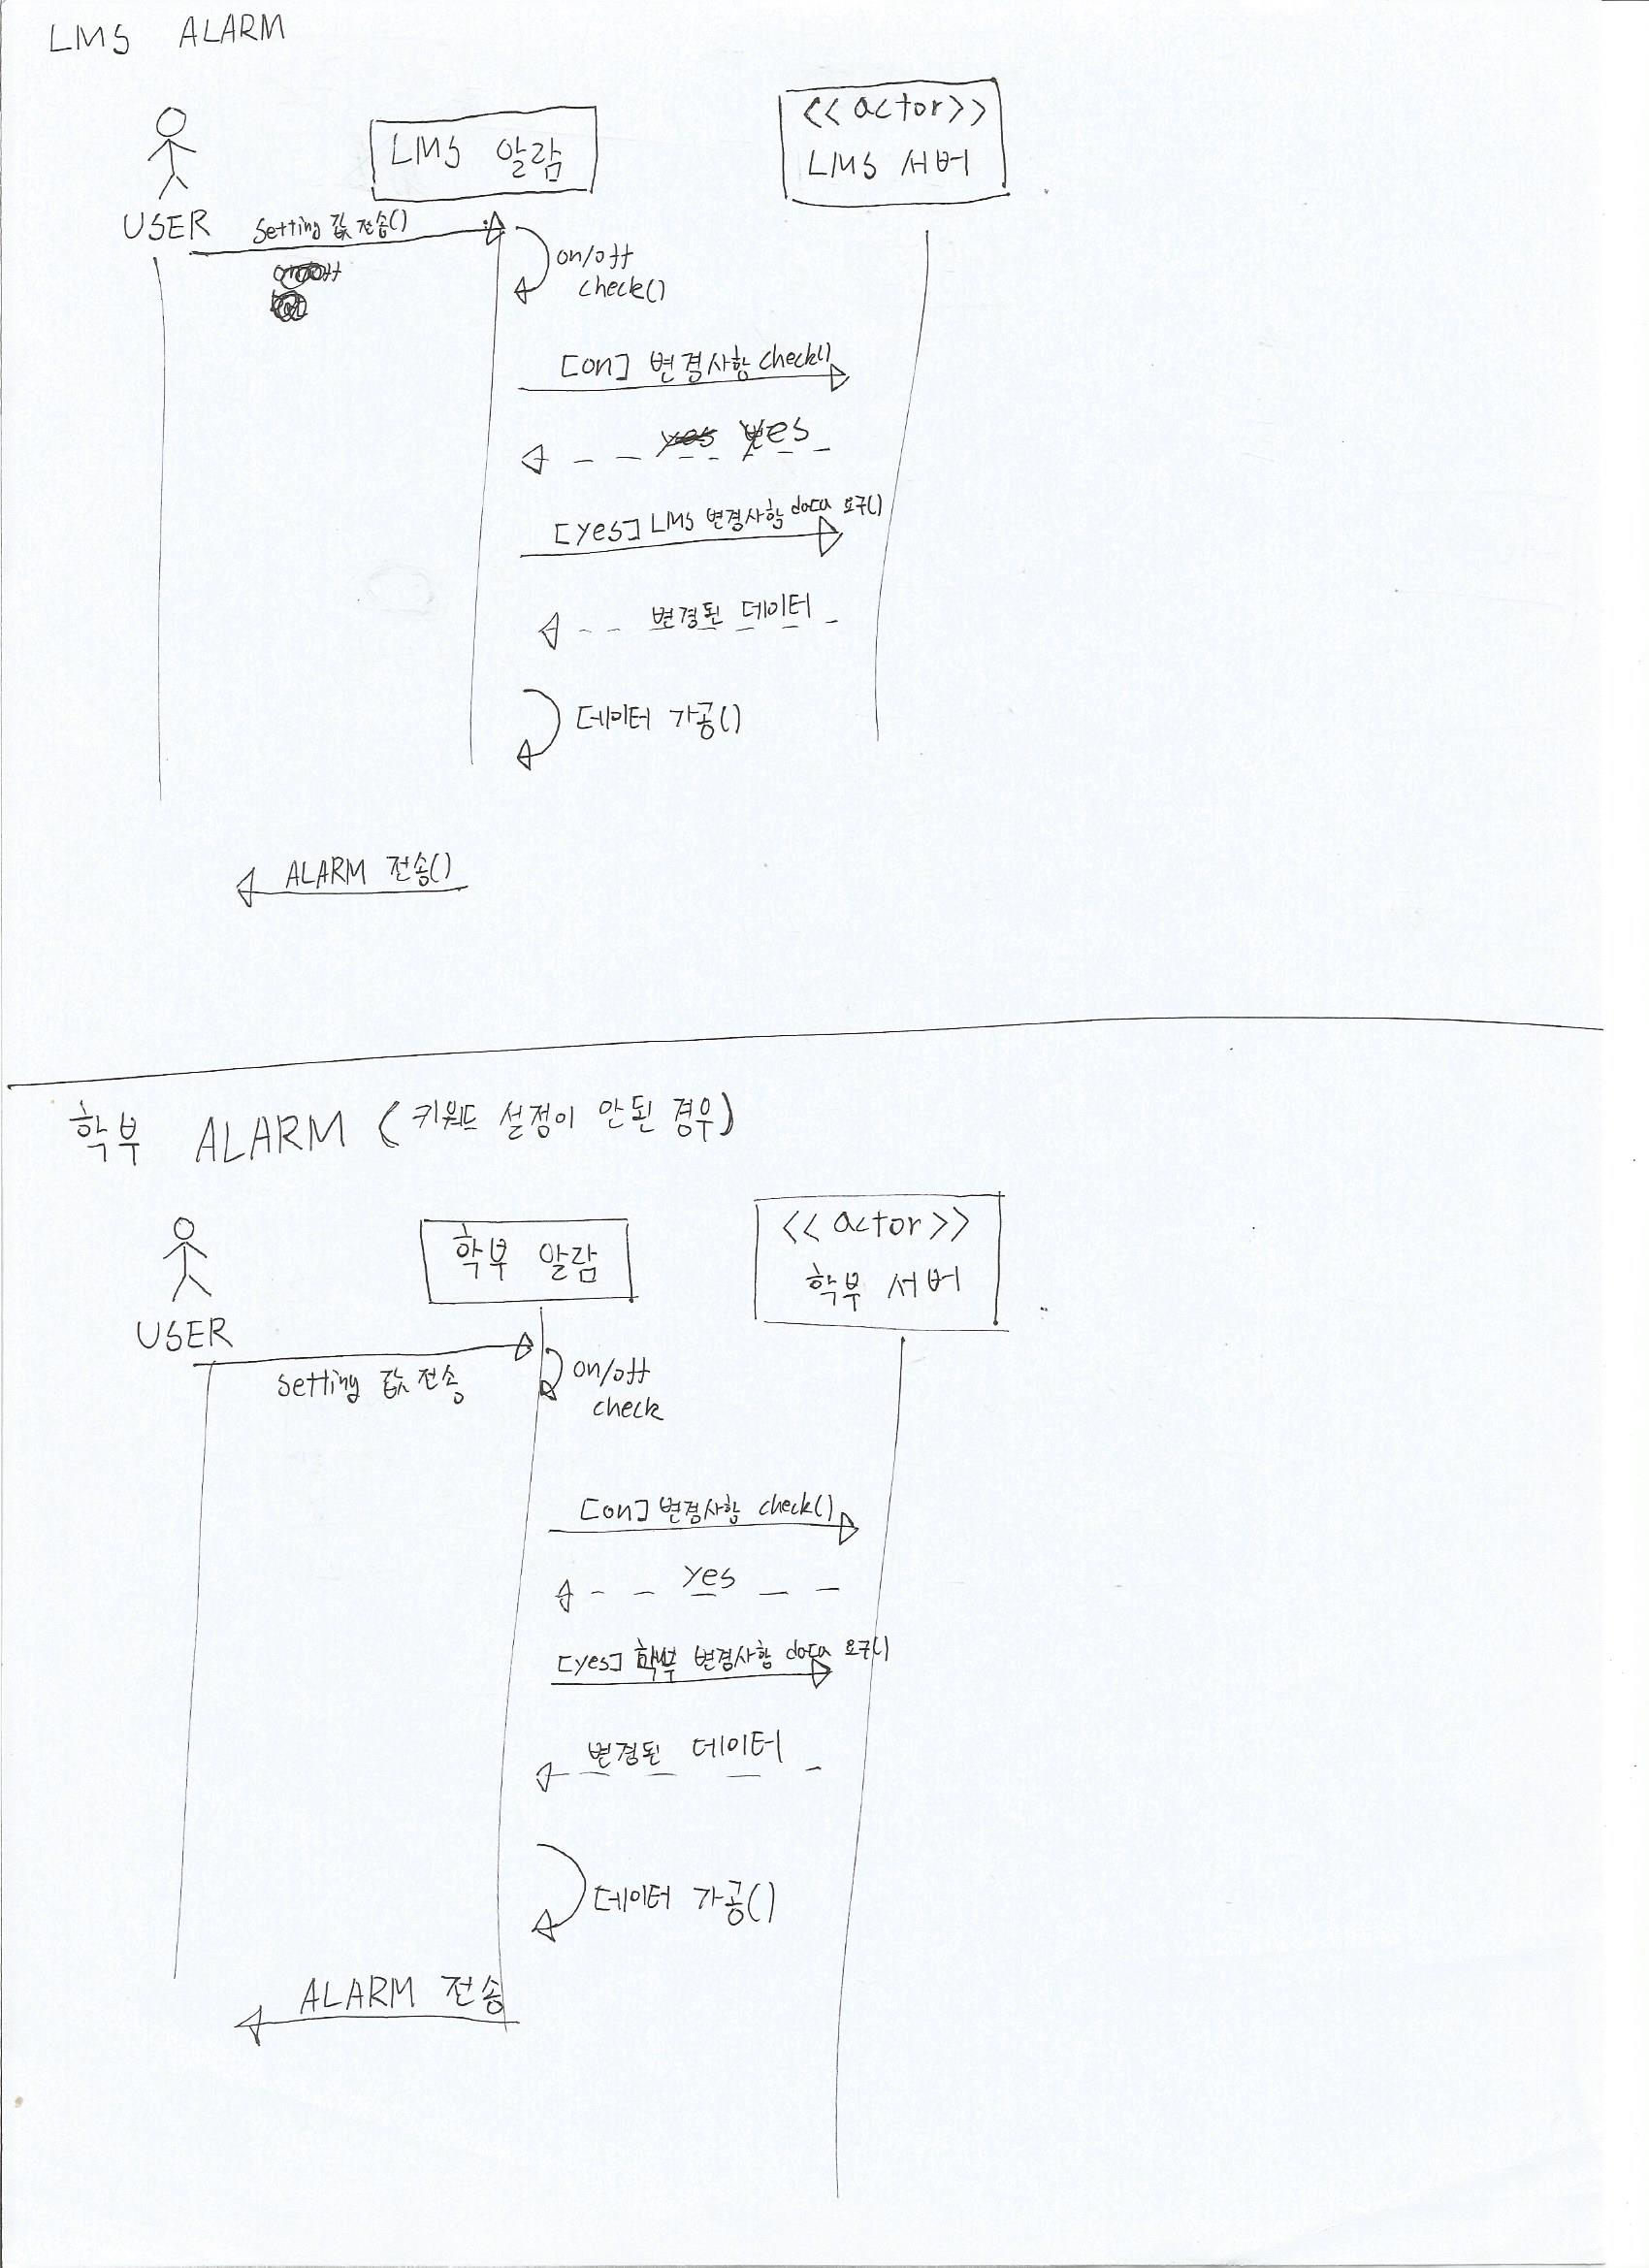 LMS ALARM
USER
LMS 알람
<<actor>>
LMS 서버
setting 값 전송()
on/off
check()
[on] 변경사항 check()
yes
[yes] LMS 변경사항 data 요구()
변경된 데이터
데이터 가공()
ALARM 전송()
학부 ALARM (키워드 설정이 안된 경우)
USER
학부 알람
<<actor>>
학부 서버
setting 값 전송
on/off
check
[on] 변경사항 check()
yes
[yes] 학부 변경사항 data 요구()
변경된 데이터
데이터 가공()
ALARM 전송